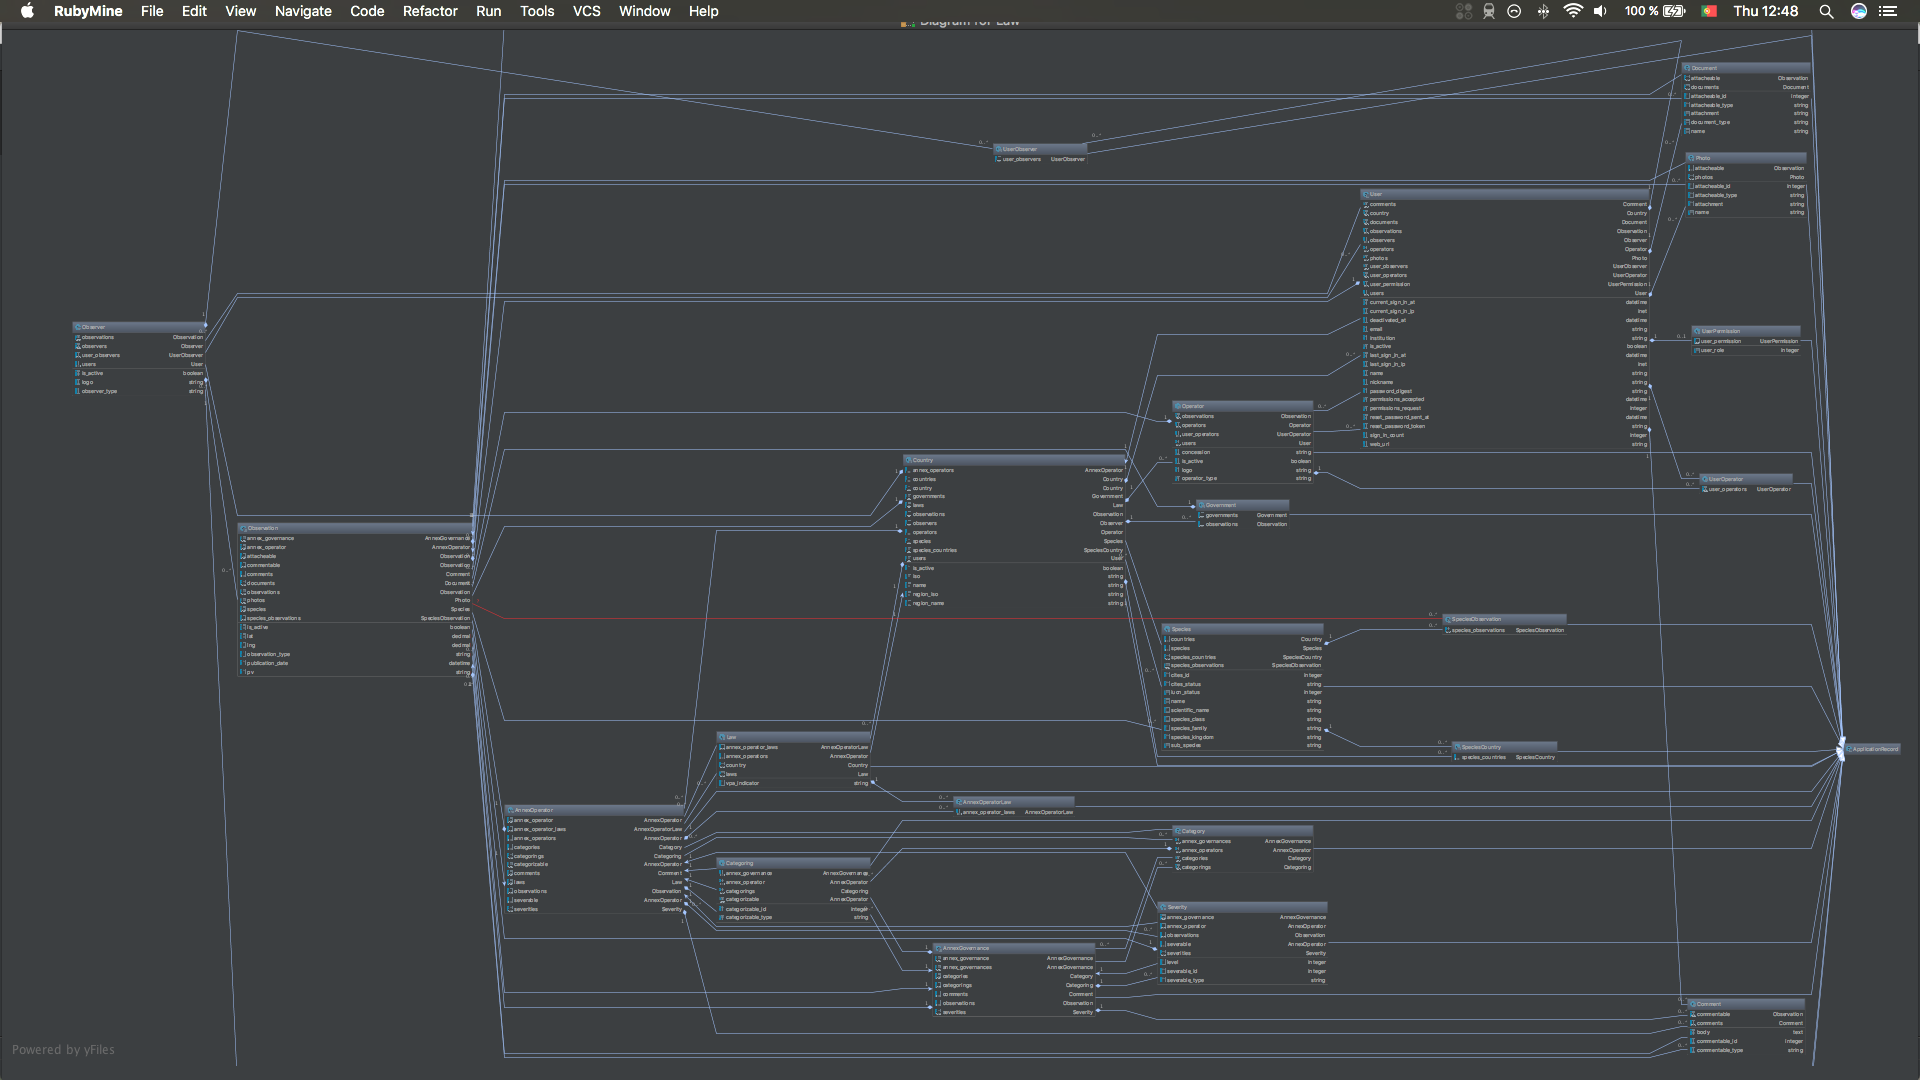 RubyMine File Edit View Navigate Code Refactor Run Tools VCS Window Help 100 % Thu 12:48
Diagram for Law
Document
attacheable Observation
documents Document
attacheable_id integer
attacheable_type string
attachment string
document_type string
name string
UserObserver
user_observers UserObserver
Photo
attacheable Observation
photos Photo
attacheable_id integer
attacheable_type string
attachment string
name string
User
comments Comment
country Country
documents Document
observations Observation
observers Observer
operators Operator
photos Photo
user_observers UserObserver
user_operators UserOperator
user_permission UserPermission
users User
current_sign_in_at datetime
current_sign_in_ip inet
deactivated_at datetime
email string
institution string
is_active boolean
last_sign_in_at datetime
last_sign_in_ip inet
name string
nickname string
password_digest string
permissions_accepted datetime
permissions_request integer
reset_password_sent_at datetime
reset_password_token string
sign_in_count integer
web_url string
Observer
observations Observation
observers Observer
user_observers UserObserver
users User
is_active boolean
logo string
observer_type string
UserPermission
user_permission UserPermission
user_role integer
Operator
observations Observation
operators Operator
user_operators UserOperator
users User
concession string
is_active boolean
logo string
operator_type string
Country
annex_operators AnnexOperator
countries Country
country Country
governments Government
laws Law
observations Observation
observers Observer
operators Operator
species Species
species_countries SpeciesCountry
users User
is_active boolean
iso string
name string
region_iso string
region_name string
UserOperator
user_operators UserOperator
Government
governments Government
observations Observation
Observation
annex_governance AnnexGovernance
annex_operator AnnexOperator
attacheable Observation
commentable Observation
comments Comment
documents Document
observations Observation
photos Photo
species Species
species_observations SpeciesObservation
is_active boolean
lat decimal
lng decimal
observation_type string
publication_date datetime
pv string
SpeciesObservation
species_observations SpeciesObservation
Species
countries Country
species Species
species_countries SpeciesCountry
species_observations SpeciesObservation
cites_id integer
cites_status string
iucn_status integer
name string
scientific_name string
species_class string
species_family string
species_kingdom string
sub_species string
Law
annex_operator_laws AnnexOperatorLaw
annex_operators AnnexOperator
country Country
laws Law
vpa_indicator string
SpeciesCountry
species_countries SpeciesCountry
ApplicationRecord
AnnexOperatorLaw
annex_operator_laws AnnexOperatorLaw
AnnexOperator
annex_operator AnnexOperator
annex_operator_laws AnnexOperatorLaw
annex_operators AnnexOperator
categories Category
categorings Categoring
categorizable AnnexOperator
comments Comment
laws Law
observations Observation
severable AnnexOperator
severities Severity
Category
annex_governances AnnexGovernance
annex_operators AnnexOperator
categories Category
categorings Categoring
Categoring
annex_governance AnnexGovernance
annex_operator AnnexOperator
categorings Categoring
categorizable AnnexOperator
categorizable_id integer
categorizable_type string
Severity
annex_governance AnnexGovernance
annex_operator AnnexOperator
observations Observation
severable AnnexOperator
severities Severity
level integer
severable_id integer
severable_type string
AnnexGovernance
annex_governance AnnexGovernance
annex_governances AnnexGovernance
categories Category
categorings Categoring
comments Comment
observations Observation
severities Severity
Comment
commentable Observation
comments Comment
body text
commentable_id integer
commentable_type string
Powered by yFiles